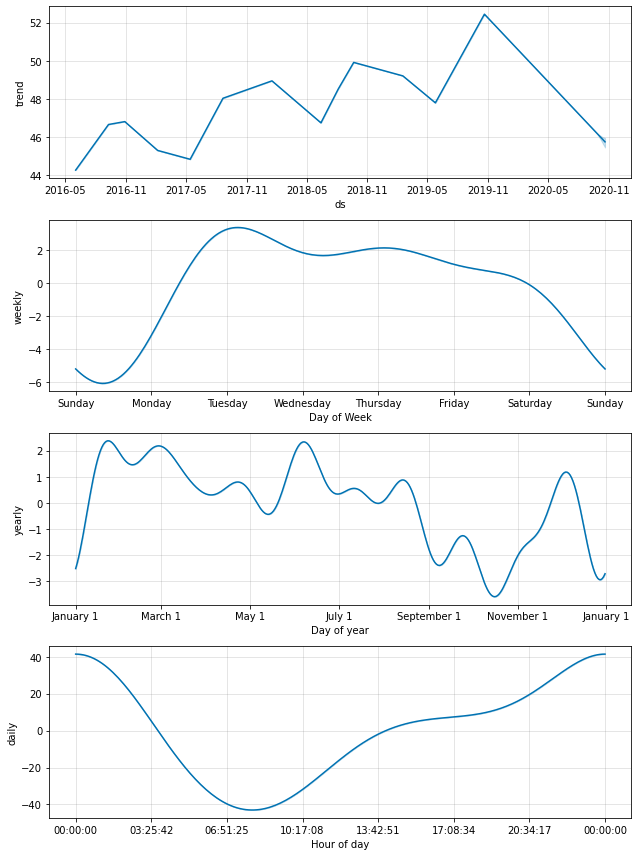 52
50
48
46
44
trend
2016-05 2016-11 2017-05 2017-11 2018-05 2018-11 2019-05 2019-11 2020-05 2020-11
ds
2
0
−2
−4
−6
weekly
Sunday Monday Tuesday Wednesday Thursday Friday Saturday Sunday
Day of Week
2
1
0
−1
−2
−3
yearly
January 1 March 1 May 1 July 1 September 1 November 1 January 1
Day of year
40
20
0
−20
−40
daily
00:00:00 03:25:42 06:51:25 10:17:08 13:42:51 17:08:34 20:34:17 00:00:00
Hour of day